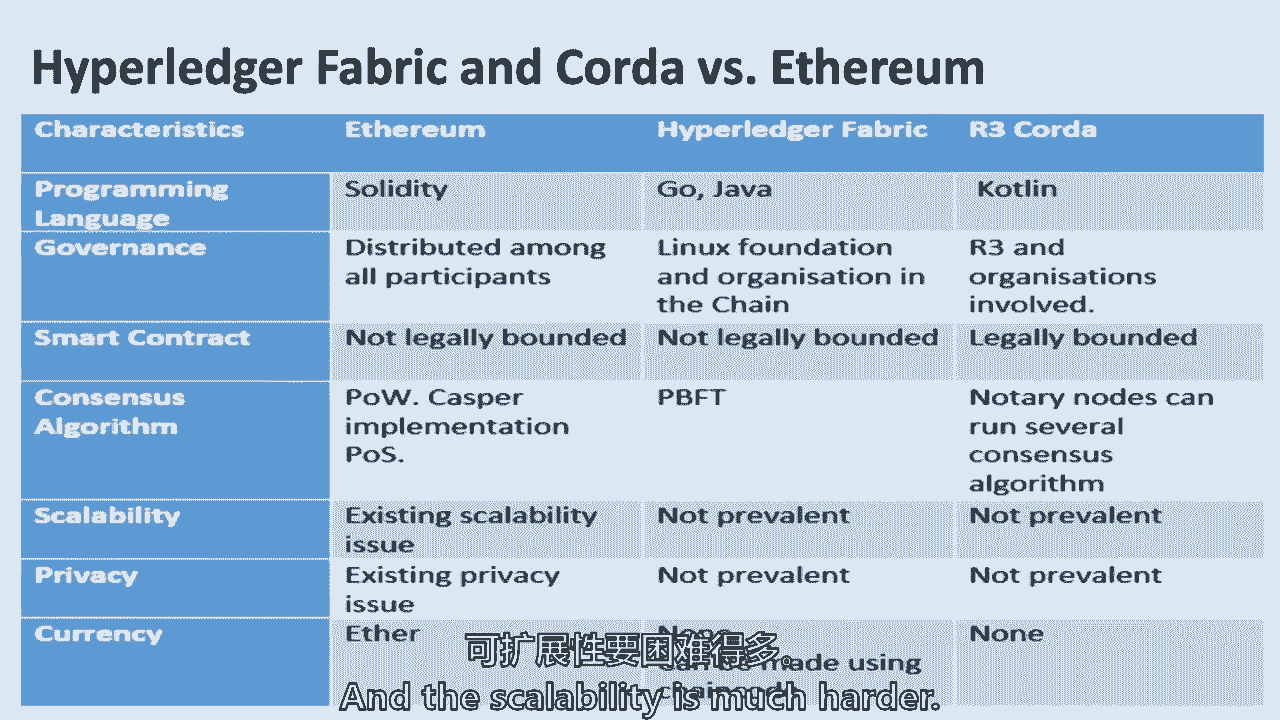 Hyperledger Fabric and Corda vs. Ethereum
Characteristics Ethereum Hyperledger Fabric R3 Corda
Programming Solidity Go, Java Kotlin
Language
Governance Distributed among Linux foundation R3 and
all participants and organisation in organisations
the Chain involved.
Smart Contract Not legally bounded Not legally bounded Legally bounded
Consensus PoW. Casper PBFT Notary nodes can
Algorithm implementation run several
PoS. consensus
algorithm
Scalability Existing scalability Not prevalent Not prevalent
issue
Privacy Existing privacy Not prevalent Not prevalent
issue
Currency Ether None None
made using
可扩展性要困难得多。
And the scalability is much harder.